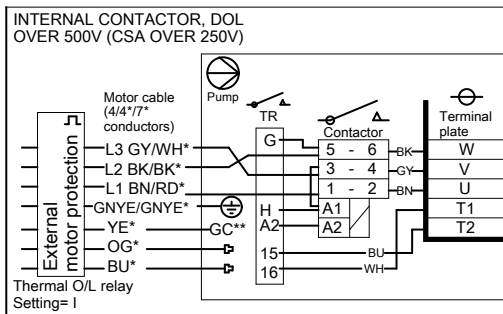 INTERNAL CONTACTOR, DOL
OVER 500V (CSA OVER 250V)
Motor cable
(4/4*/7*
conductors)
Pump
TR
Contactor
Terminal
plate
G
L3 GY/WH*
L2 BK/BK*
L1 BN/RD*
GNYE/GNYE*
YE*
GC**
OG*
BU*
External
motor protection
5 - 6
BK
W
3 - 4
GY
V
1 - 2
BN
U
H
A1
T1
A2
A2
T2
15
BU
16
WH
Thermal O/L relay
Setting= I